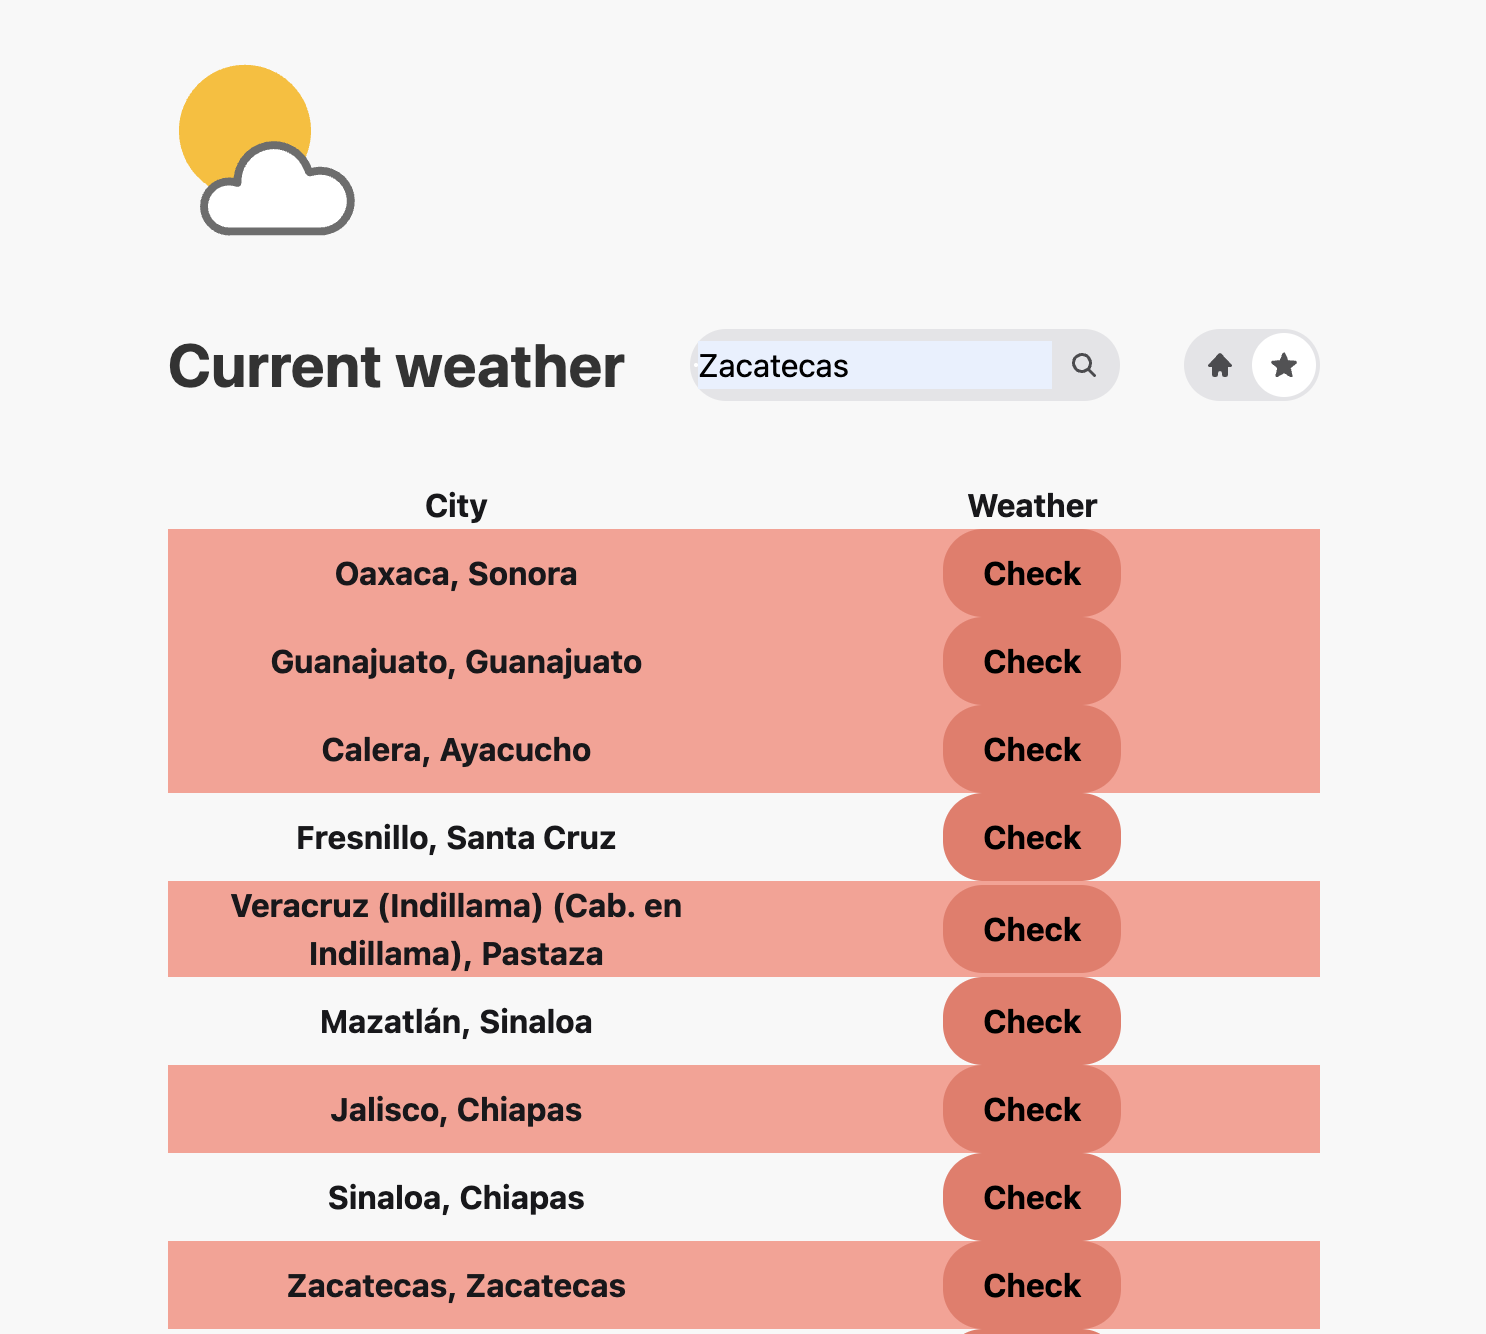 Current weather
Zacatecas
City Weather
Oaxaca, Sonora Check
Guanajuato, Guanajuato Check
Calera, Ayacucho Check
Fresnillo, Santa Cruz Check
Veracruz (Indillama) (Cab. en
Indillama), Pastaza Check
Mazatlán, Sinaloa Check
Jalisco, Chiapas Check
Sinaloa, Chiapas Check
Zacatecas, Zacatecas Check